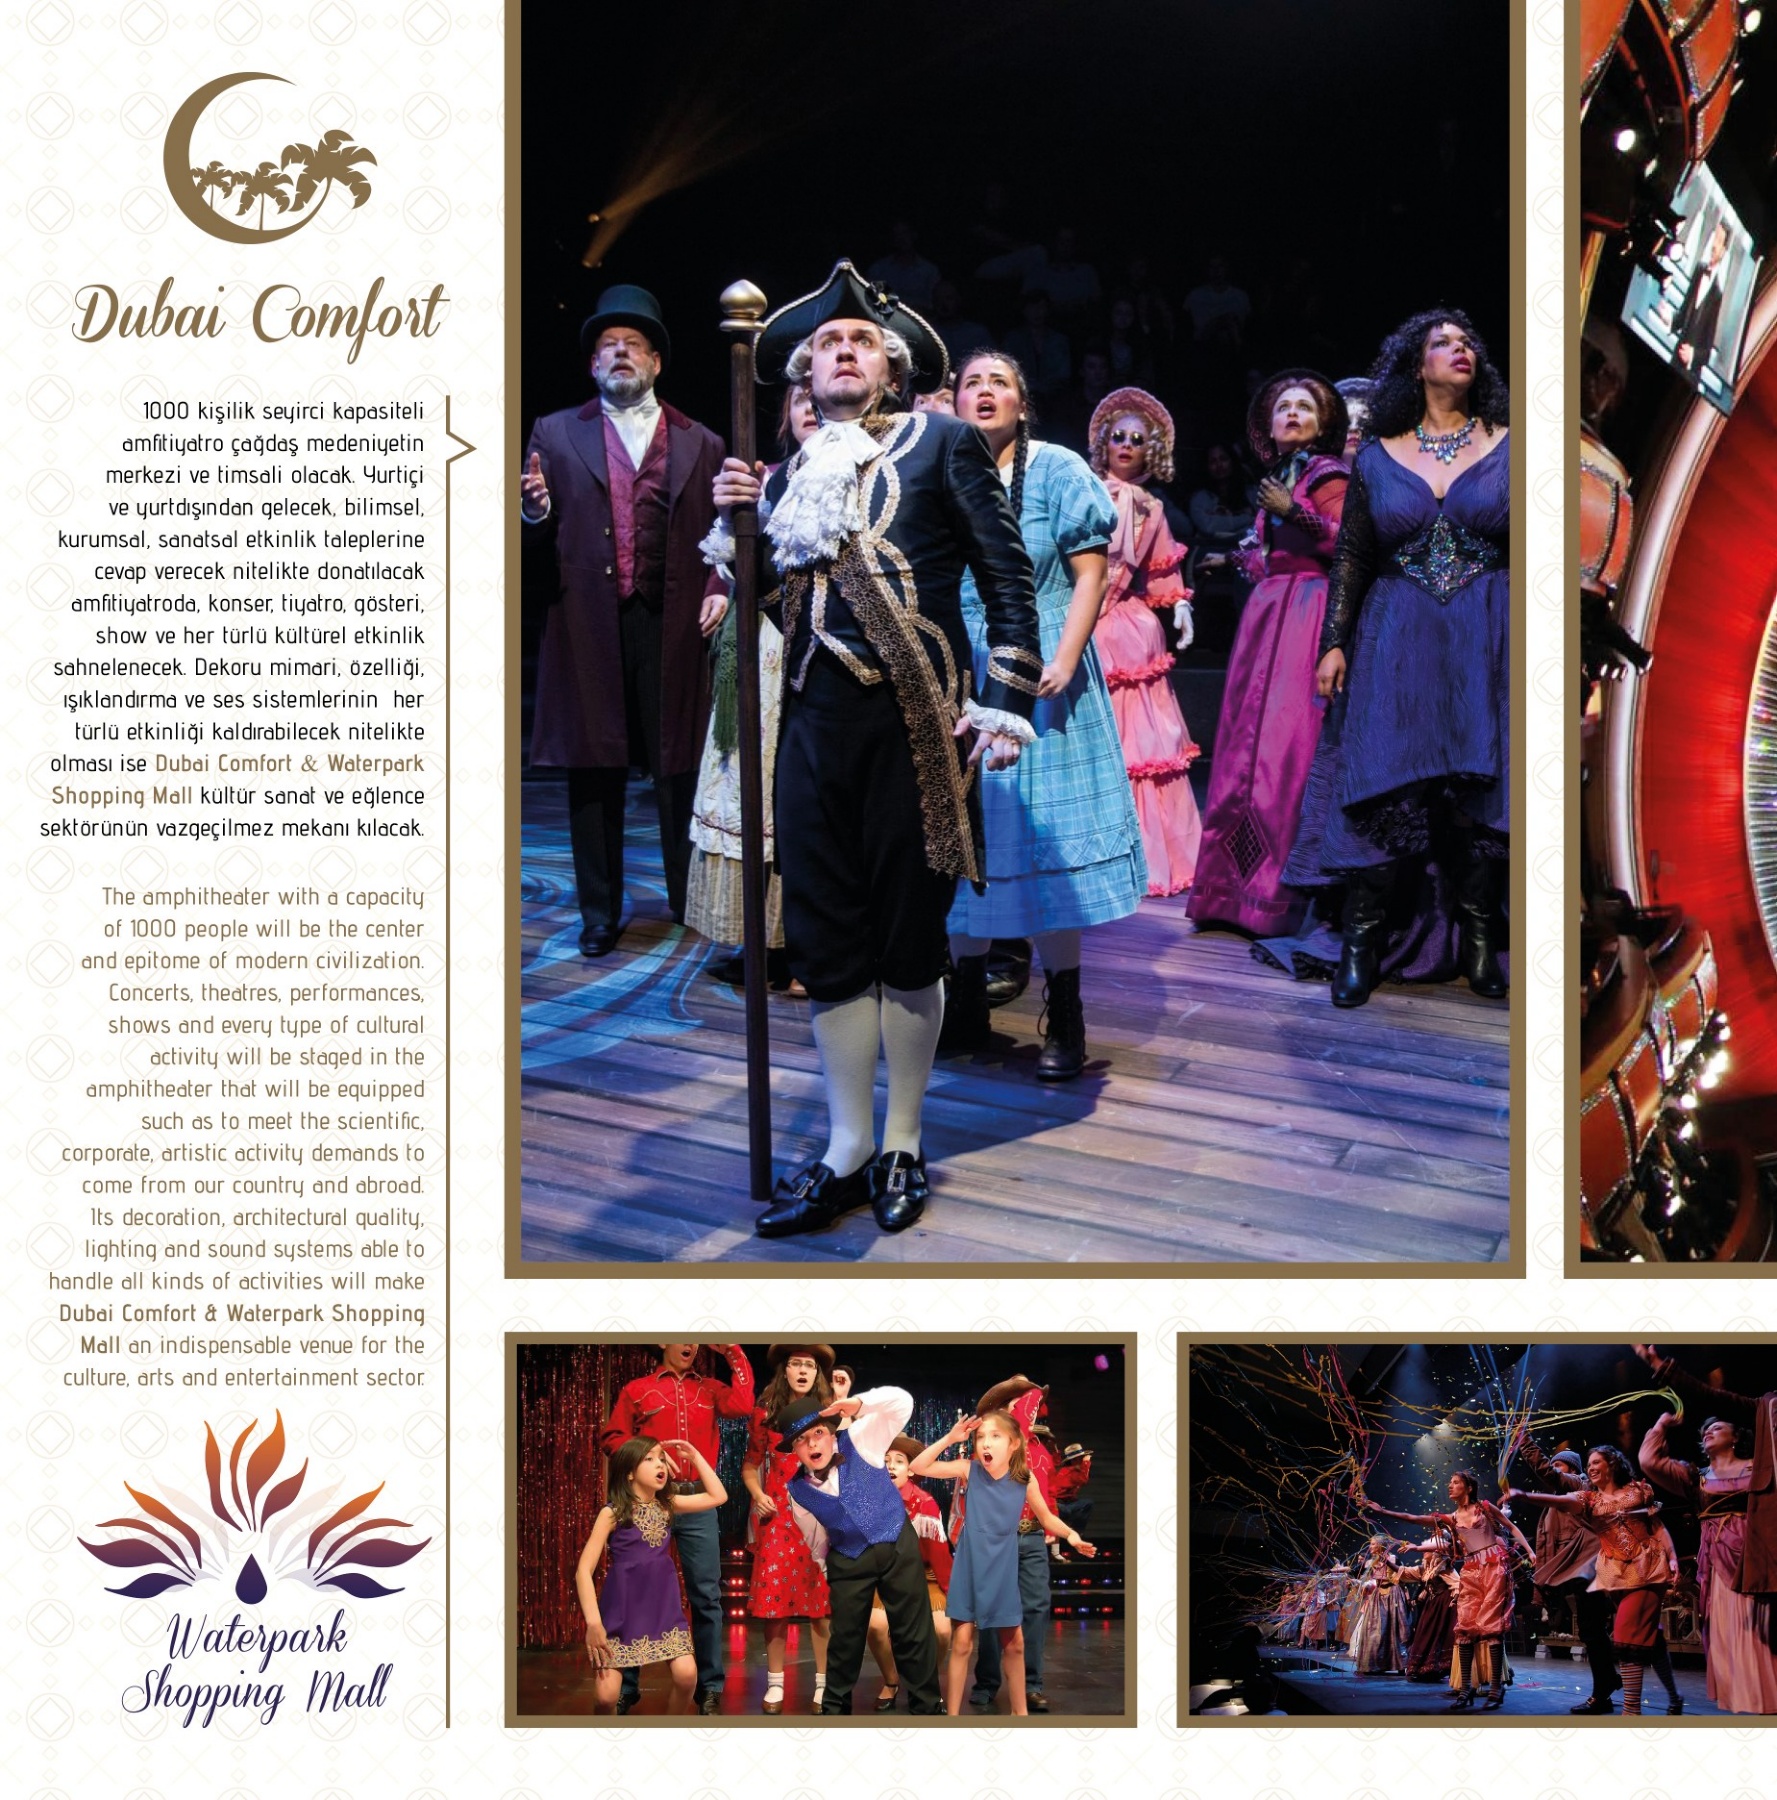 Dubai Comfort
1000 kişilik seyirci kapasiteli
amfitiyatro çağdaş medeniyetin
merkezi ve timsali olacak. Yurtiçi
ve yurtdışından gelecek, bilimsel,
kurumsal, sanatsal etkinlik taleplerine
cevap verecek nitelikte donatılacak
amfitiyatroda, konser, tiyatro, gösteri,
show ve her türlü kültürel etkinlik
sahnelenecek. Dekoru mimari, özelliği,
ışıklandırma ve ses sistemlerinin her
türlü etkinliği kaldırabilecek nitelikte
olması ise Dubai Comfort & Waterpark
Shopping Mall kültür sanat ve eğlence
sektörünün vazgeçilmez mekanı kılacak.
The amphitheater with a capacity
of 1000 people will be the center
and epitome of modern civilization.
Concerts, theatres, performances,
shows and every type of cultural
activity will be staged in the
amphitheater that will be equipped
such as to meet the scientific,
corporate, artistic activity demands to
come from our country and abroad.
Its decoration, architectural quality,
lighting and sound systems able to
handle all kinds of activities will make
Dubai Comfort & Waterpark Shopping
Mall an indispensable venue for the
culture, arts and entertainment sector.
Waterpark
Shopping Mall